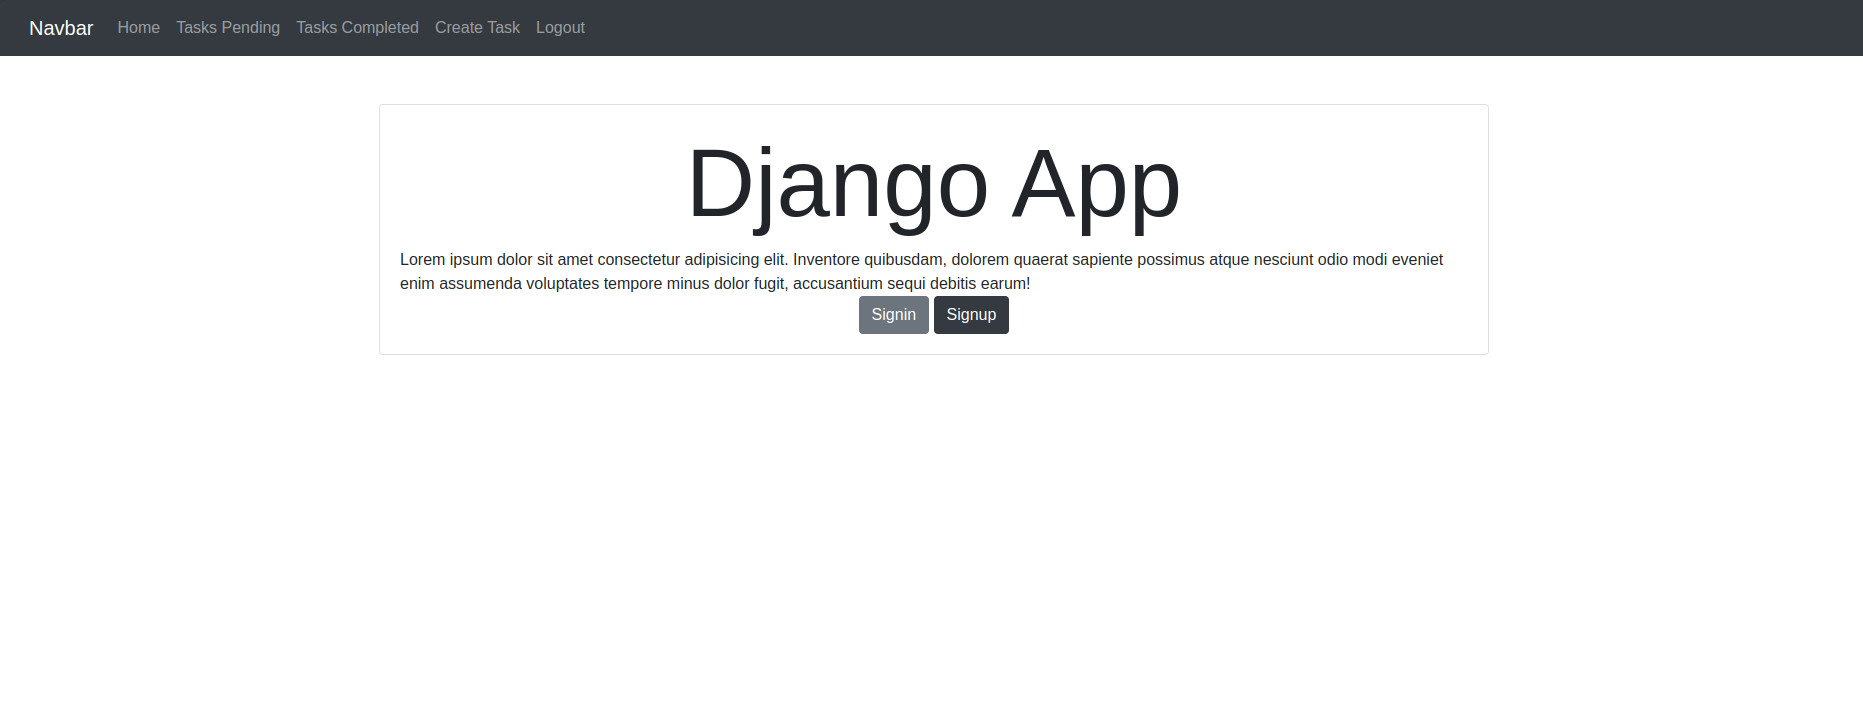 Navbar Home Tasks Pending Tasks Completed Create Task Logout
Django App
Lorem ipsum dolor sit amet consectetur adipisicing elit. Inventore quibusdam, dolorem quaerat sapiente possimus atque nesciunt odio modi eveniet
enim assumenda voluptates tempore minus dolor fugit, accusantium sequi debitis earum!
Signin Signup